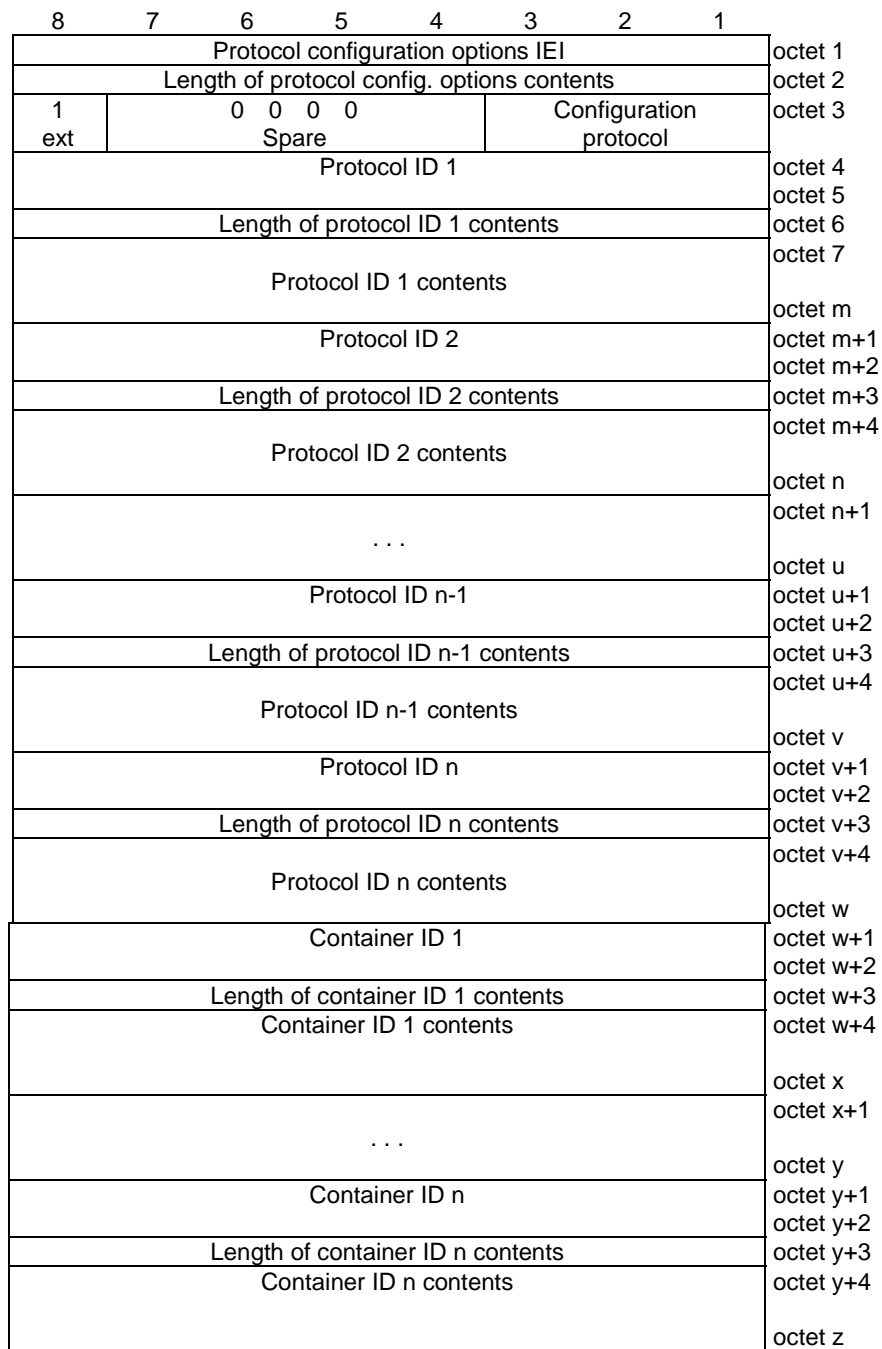 8 7 6 5 4 3 2 1
Protocol configuration options IEI octet 1
Length of protocol config. options contents octet 2
1 0 0 0 0 Configuration octet 3
ext Spare protocol
Protocol ID 1 octet 4
octet 5
Length of protocol ID 1 contents octet 6
octet 7
Protocol ID 1 contents
octet m
Protocol ID 2 octet m+1
octet m+2
Length of protocol ID 2 contents octet m+3
octet m+4
Protocol ID 2 contents
octet n
octet n+1
. . .
octet u
Protocol ID n-1 octet u+1
octet u+2
Length of protocol ID n-1 contents octet u+3
octet u+4
Protocol ID n-1 contents
octet v
Protocol ID n octet v+1
octet v+2
Length of protocol ID n contents octet v+3
octet v+4
Protocol ID n contents
octet w
Container ID 1 octet w+1
octet w+2
Length of container ID 1 contents octet w+3
Container ID 1 contents octet w+4
octet x
octet x+1
. . .
octet y
Container ID n octet y+1
octet y+2
Length of container ID n contents octet y+3
Container ID n contents octet y+4
octet z